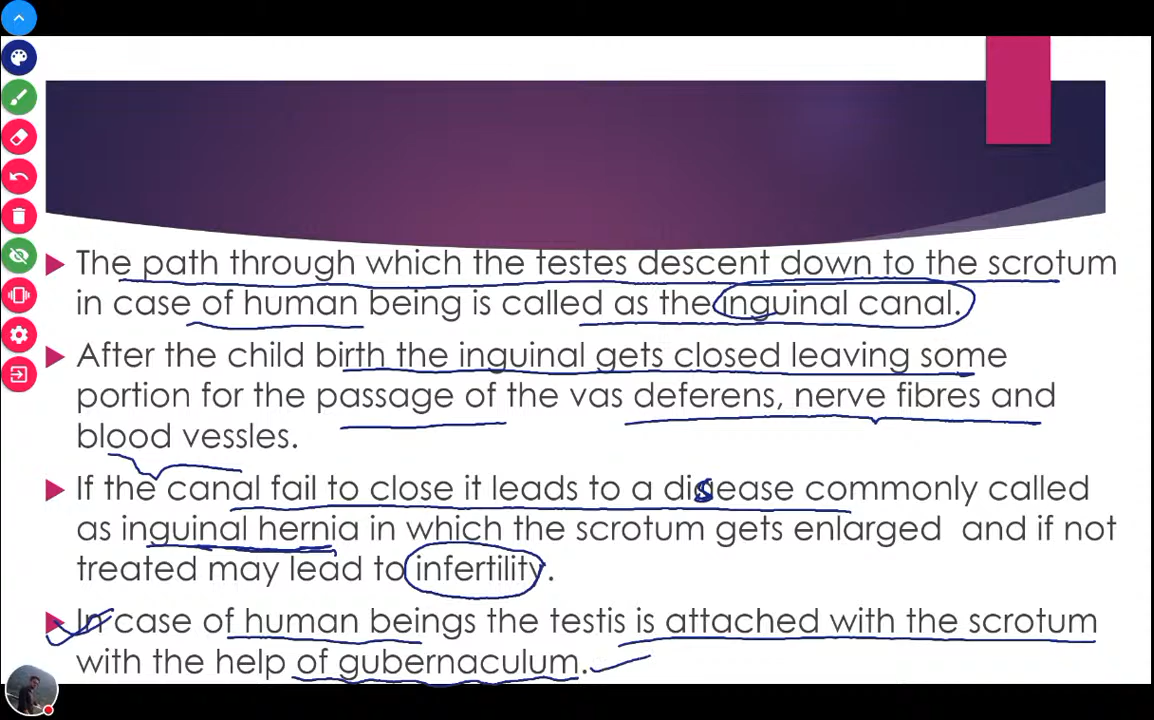 The path through which the testes descent down to the scrotum
in case of human being is called as the inguinal canal.
After the child birth the inguinal gets closed leaving some
portion for the passage of the vas deferens, nerve fibres and
blood vessles.
If the canal fail to close it leads to a disease commonly called
as inguinal hernia in which the scrotum gets enlarged and if not
treated may lead to infertility.
In case of human beings the testis is attached with the scrotum
with the help of gubernaculum.